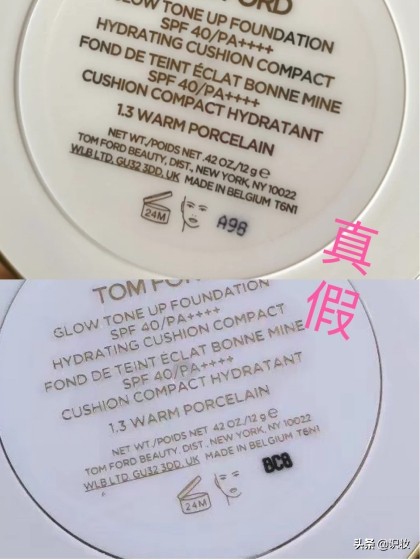 FORD
GLOW TONE UP FOUNDATION
SPF 40/PA++++
HYDRATING CUSHION COMPACT
FOND DE TEINT ÉCLAT BONNE MINE
SPF 40/PA++++
CUSHION COMPACT HYDRATANT
1.3 WARM PORCELAIN
NET WT./POIDS NET .42 OZ./12 g e
TOM FORD BEAUTY, DIST., NEW YORK, NY 10022
WLB LTD, GU32 3DD, UK MADE IN BELGIUM T6N1
24M
A98
真
假
TOM
GLOW TONE UP FOUNDATION
SPF 40/PA++++
HYDRATING CUSHION COMPACT
FOND DE TEINT ÉCLAT BONNE MINE
SPF 40/PA++++
CUSHION COMPACT HYDRATANT
1.3 WARM PORCELAIN
NET WT./POIDS NET .42 OZ./12 g e
TOM FORD BEAUTY, DIST., NEW YORK, NY 10022
WLB LTD, GU32 3DD, UK MADE IN BELGIUM T6N1
24M
8C8
头条 @识妆